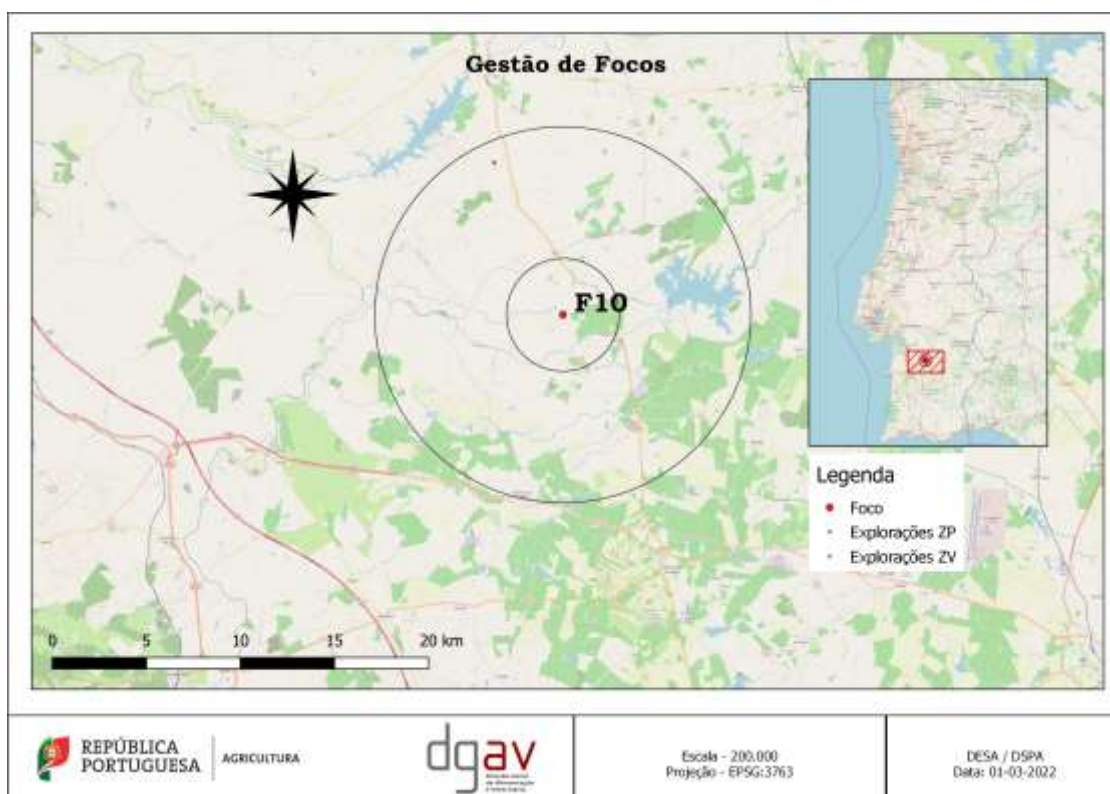 Gestão de Focos
F10
Legenda
Foco
Explorações ZP
Explorações ZV
0 5 10 15 20 km
REPÚBLICA
PORTUGUESA
AGRICULTURA
dgav
Escala - 200.000
Projeção - EPSG:3763
DESA / DSPA
Data: 01-03-2022